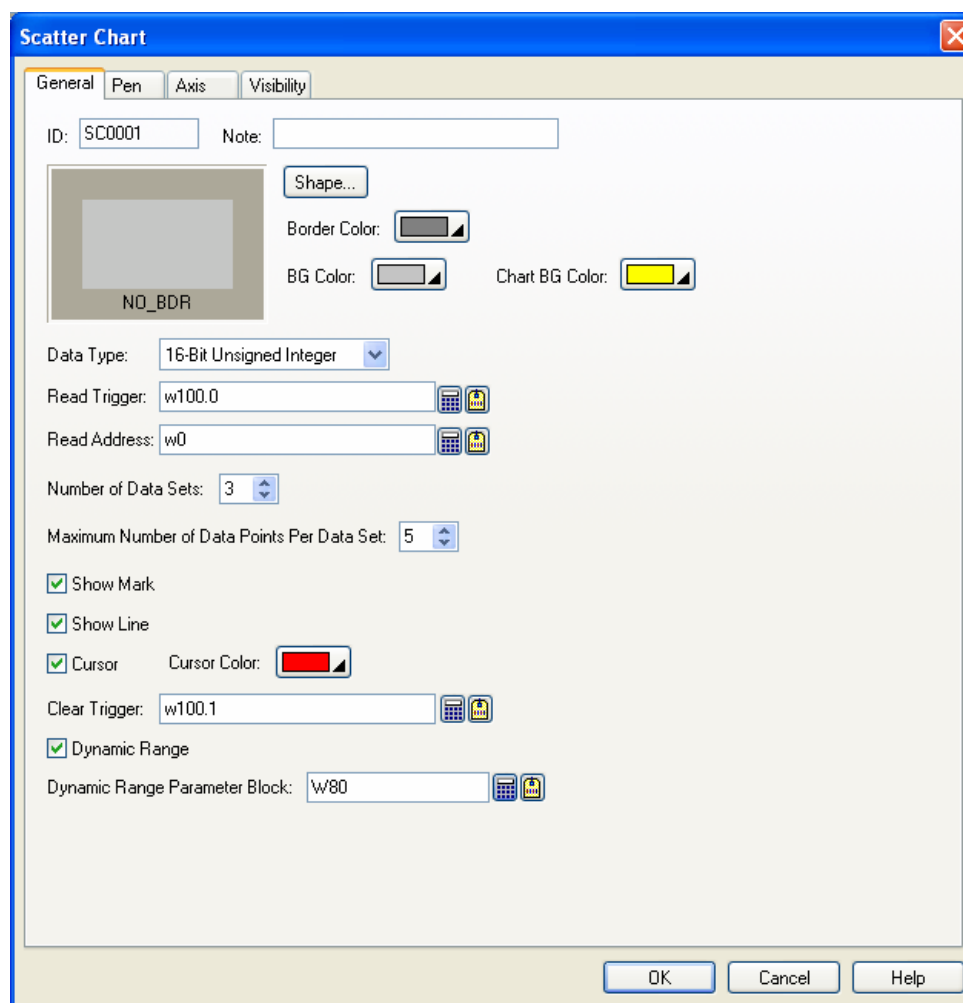 Scatter Chart
General Pen Axis Visibility
ID: SC0001 Note:
Shape...
Border Color:
BG Color: Chart BG Color:
NO_BDR
Data Type: 16-Bit Unsigned Integer
Read Trigger: w100.0
Read Address: w0
Number of Data Sets: 3
Maximum Number of Data Points Per Data Set: 5
Show Mark
Show Line
Cursor Cursor Color:
Clear Trigger: w100.1
Dynamic Range
Dynamic Range Parameter Block: W80
OK Cancel Help